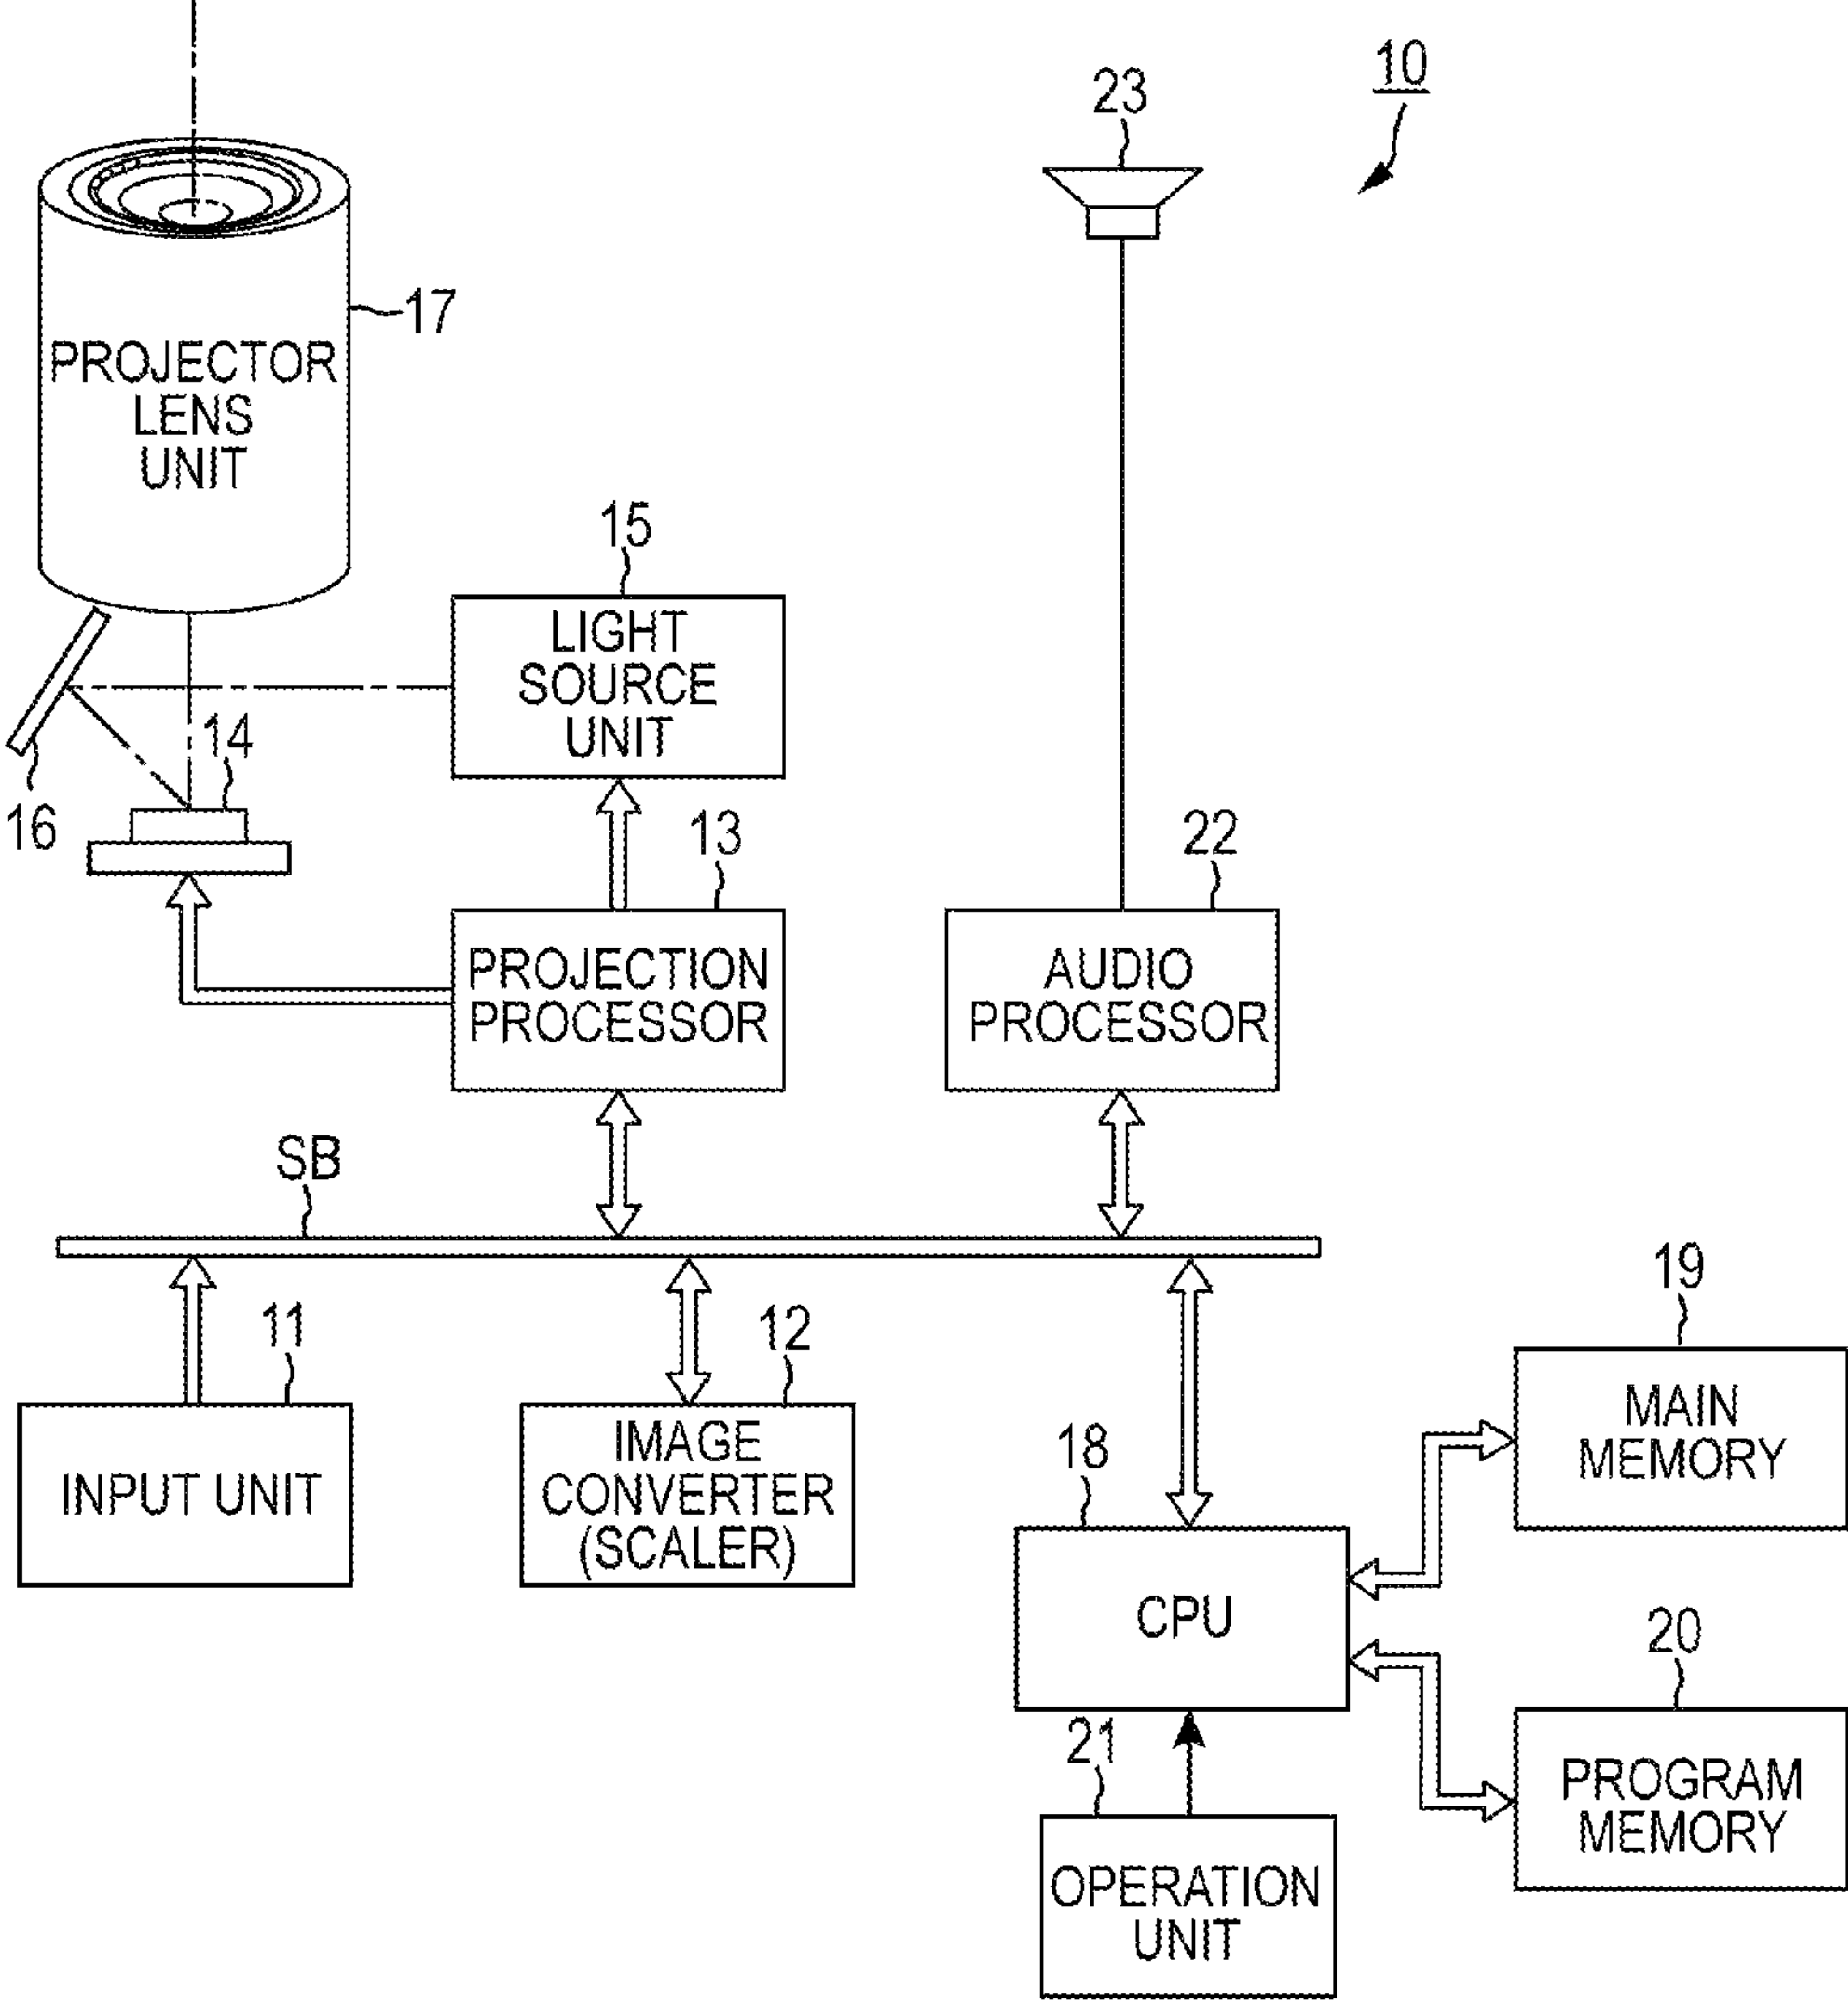 10
23
17
PROJECTOR
LENS
UNIT
15
LIGHT
SOURCE
UNIT
14
16
13
22
PROJECTION
PROCESSOR
AUDIO
PROCESSOR
SB
11
12
19
INPUT UNIT
IMAGE
CONVERTER
(SCALER)
18
MAIN
MEMORY
CPU
20
21
PROGRAM
MEMORY
OPERATION
UNIT